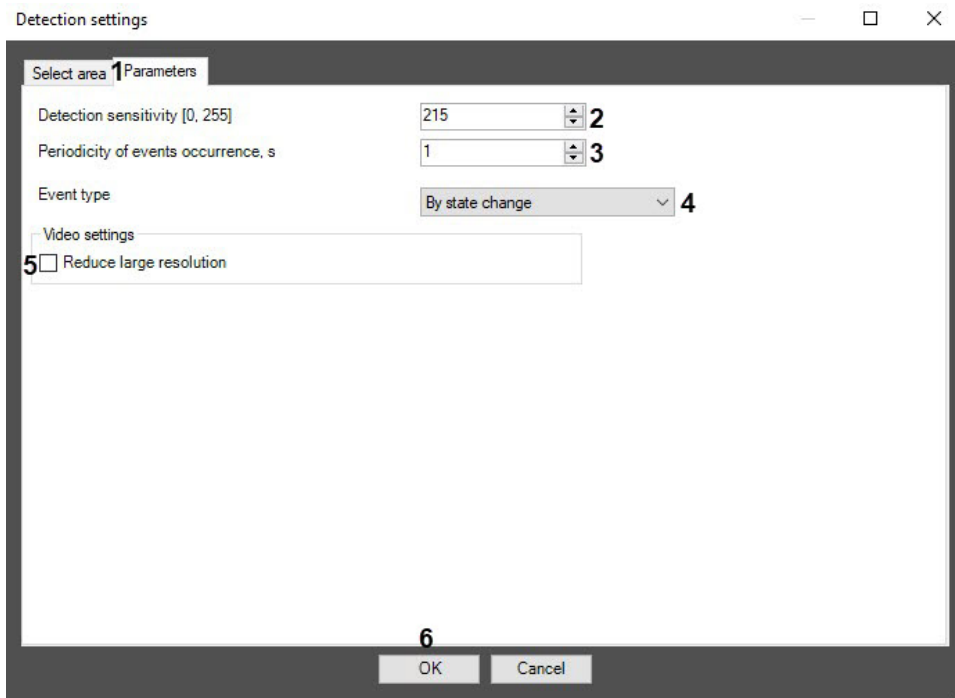 Detection settings
Select area 1 Parameters
Detection sensitivity [0, 255] 215 2
Periodicity of events occurrence, s 1 3
Event type By state change 4
Video settings
5 Reduce large resolution
6
OK Cancel